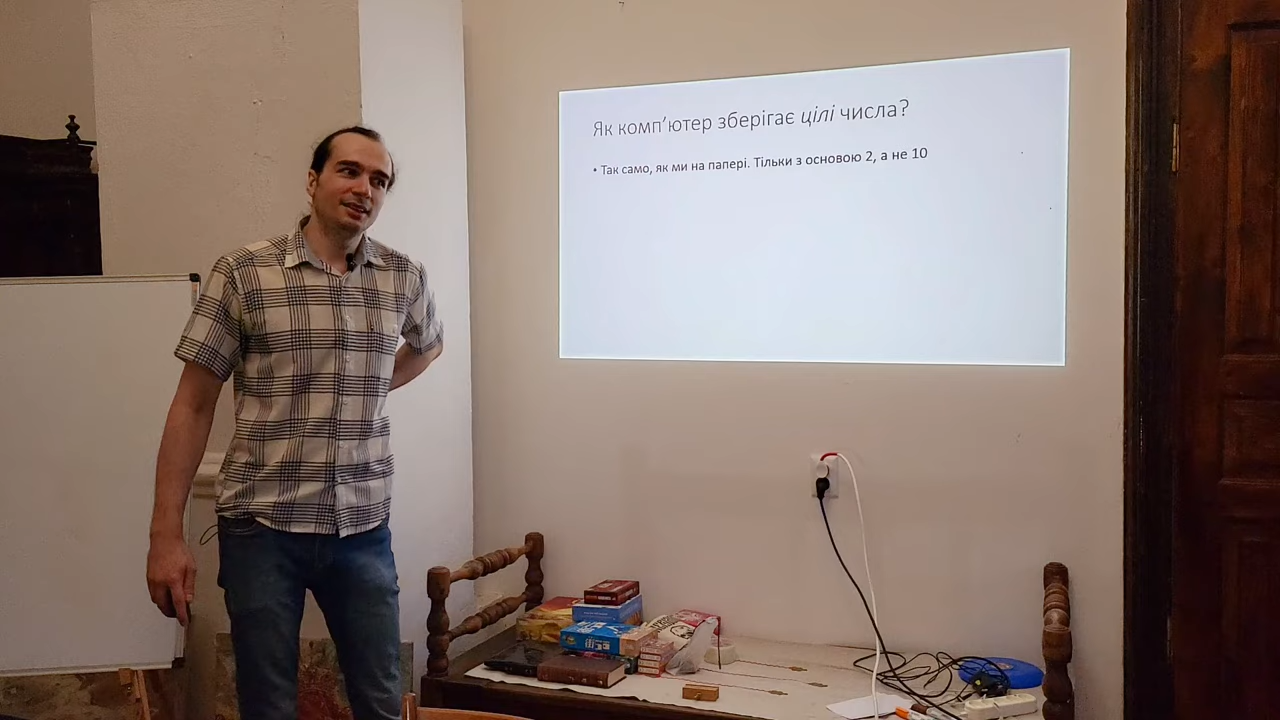 Як комп’ютер зберігає цілі числа?
• Так само, як ми на папері. Тільки з основою 2, а не 10